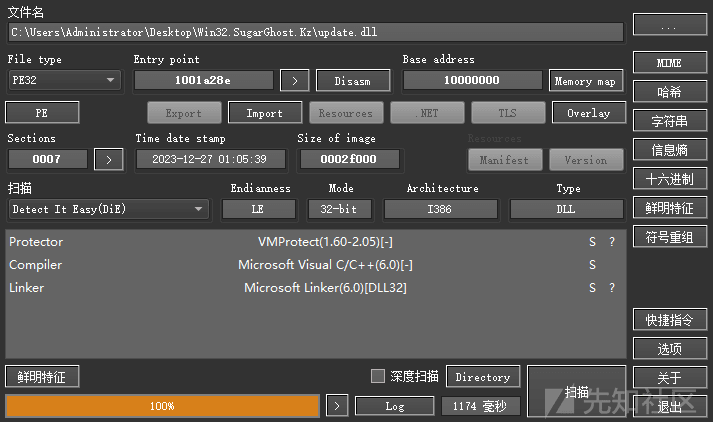 文件名
C:\Users\Administrator\Desktop\Win32.SugarGhost.Kz\update.dll
...
File type Entry point Base address
PE32 1001a28e > Disasm 10000000 Memory map
MIME
PE Export Import Resources .NET TLS Overlay
哈希
字符串
Sections Time date stamp Size of image Resources
0007 > 2023-12-27 01:05:39 0002f000 Manifest Version
信息熵
扫描 Endianness Mode Architecture Type
十六进制
Detect It Easy(DiE) LE 32-bit I386 DLL
鲜明特征
Protector VMProtect(1.60-2.05)[-] S ?
符号重组
Compiler Microsoft Visual C/C++(6.0)[-] S
Linker Microsoft Linker(6.0)[DLL32] S ?
快捷指令
选项
鲜明特征 深度扫描 Directory 扫描
关于
100% > Log 1174 毫秒
退出
先知社区